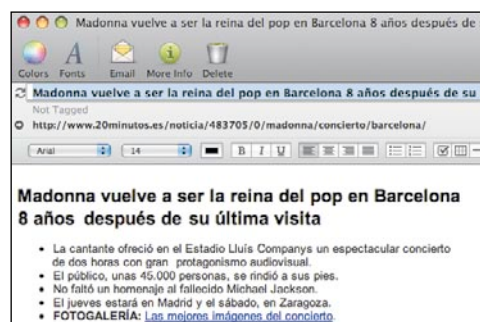 Madonna vuelve a ser la reina del pop en Barcelona 8 años después de
Colors Fonts Email More Info Delete
Madonna vuelve a ser la reina del pop en Barcelona 8 años después de su
Not Tagged
http://www.20minutos.es/noticia/483705/0/madonna/concierto/barcelona/
Arial 14 B I U
Madonna vuelve a ser la reina del pop en Barcelona
8 años después de su última visita
• La cantante ofreció en el Estadio Lluís Companys un espectacular concierto
de dos horas con gran protagonismo audiovisual.
• El público, unas 45.000 personas, se rindió a sus pies.
• No faltó un homenaje al fallecido Michael Jackson.
• El jueves estará en Madrid y el sábado, en Zaragoza.
• FOTOGALERÍA: Las mejores imágenes del concierto.